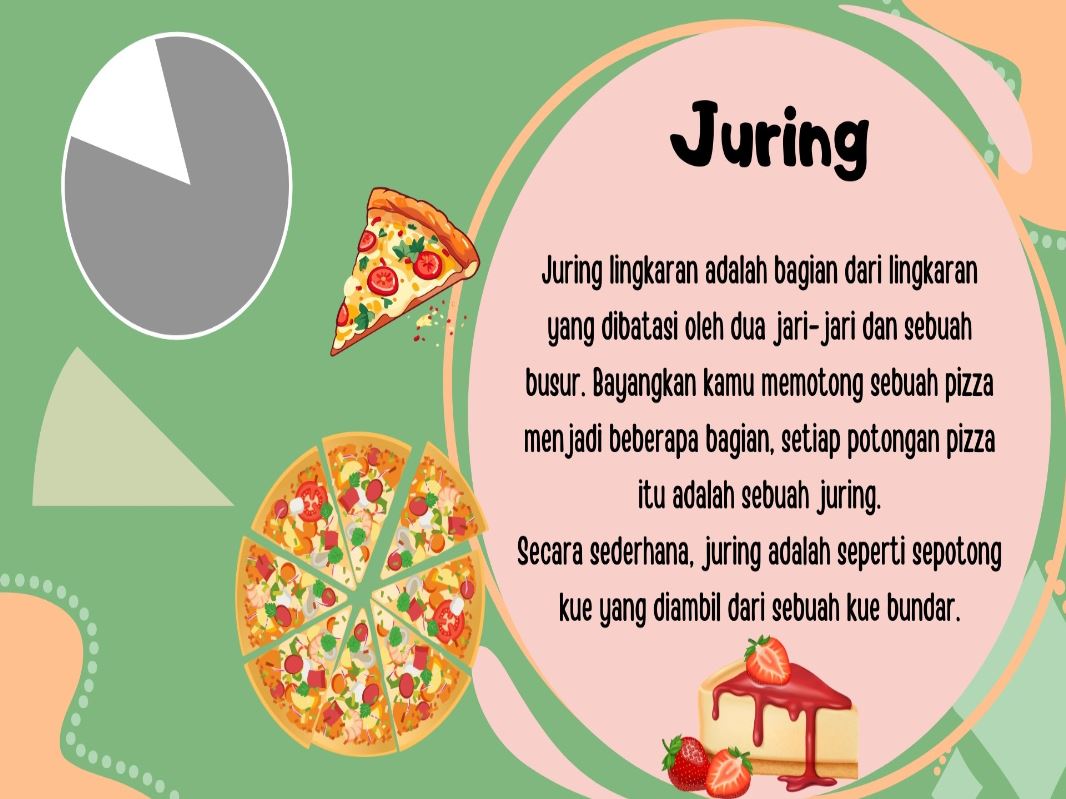 Juring
Juring lingkaran adalah bagian dari lingkaran
yang dibatasi oleh dua jari-jari dan sebuah
busur. Bayangkan kamu memotong sebuah pizza
menjadi beberapa bagian, setiap potongan pizza
itu adalah sebuah juring.
Secara sederhana, juring adalah seperti sepotong
kue yang diambil dari sebuah kue bundar.